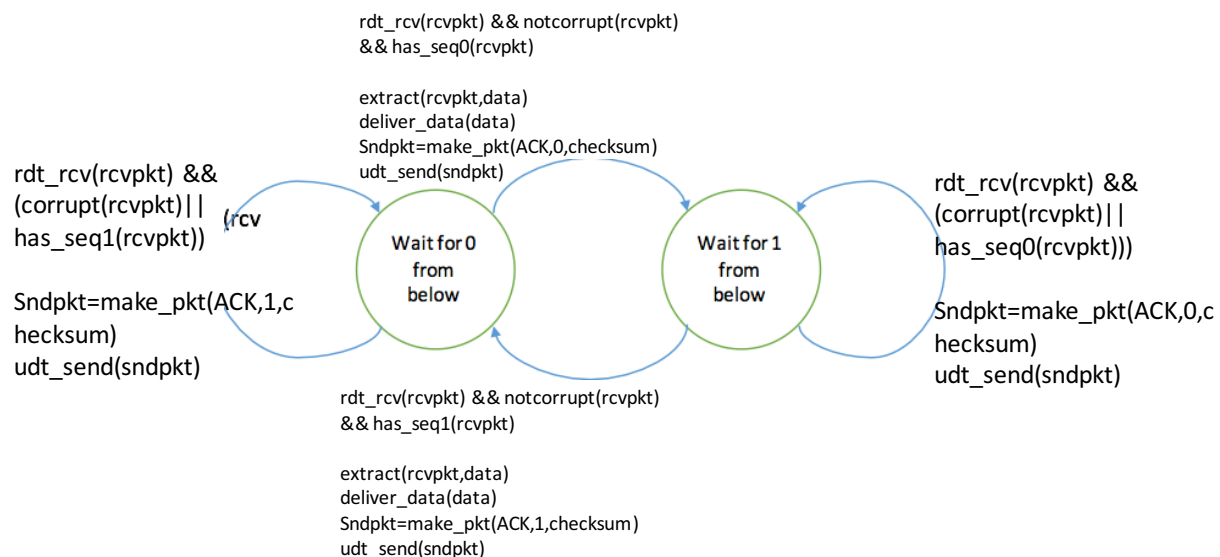 rdt_rcv(rcvpkt) && notcorrupt(rcvpkt)
&& has_seq0(rcvpkt)
extract(rcvpkt,data)
deliver_data(data)
Sndpkt=make_pkt(ACK,0,checksum)
udt_send(sndpkt)
rdt_rcv(rcvpkt) &&
(corrupt(rcvpkt)||
has_seq1(rcvpkt))
(rcv
Sndpkt=make_pkt(ACK,1,c
hecksum)
udt_send(sndpkt)
Wait for 0
from
below
Wait for 1
from
below
rdt_rcv(rcvpkt) &&
(corrupt(rcvpkt)||
has_seq0(rcvpkt)))
Sndpkt=make_pkt(ACK,0,c
hecksum)
udt_send(sndpkt)
rdt_rcv(rcvpkt) && notcorrupt(rcvpkt)
&& has_seq1(rcvpkt)
extract(rcvpkt,data)
deliver_data(data)
Sndpkt=make_pkt(ACK,1,checksum)
udt_send(sndpkt)